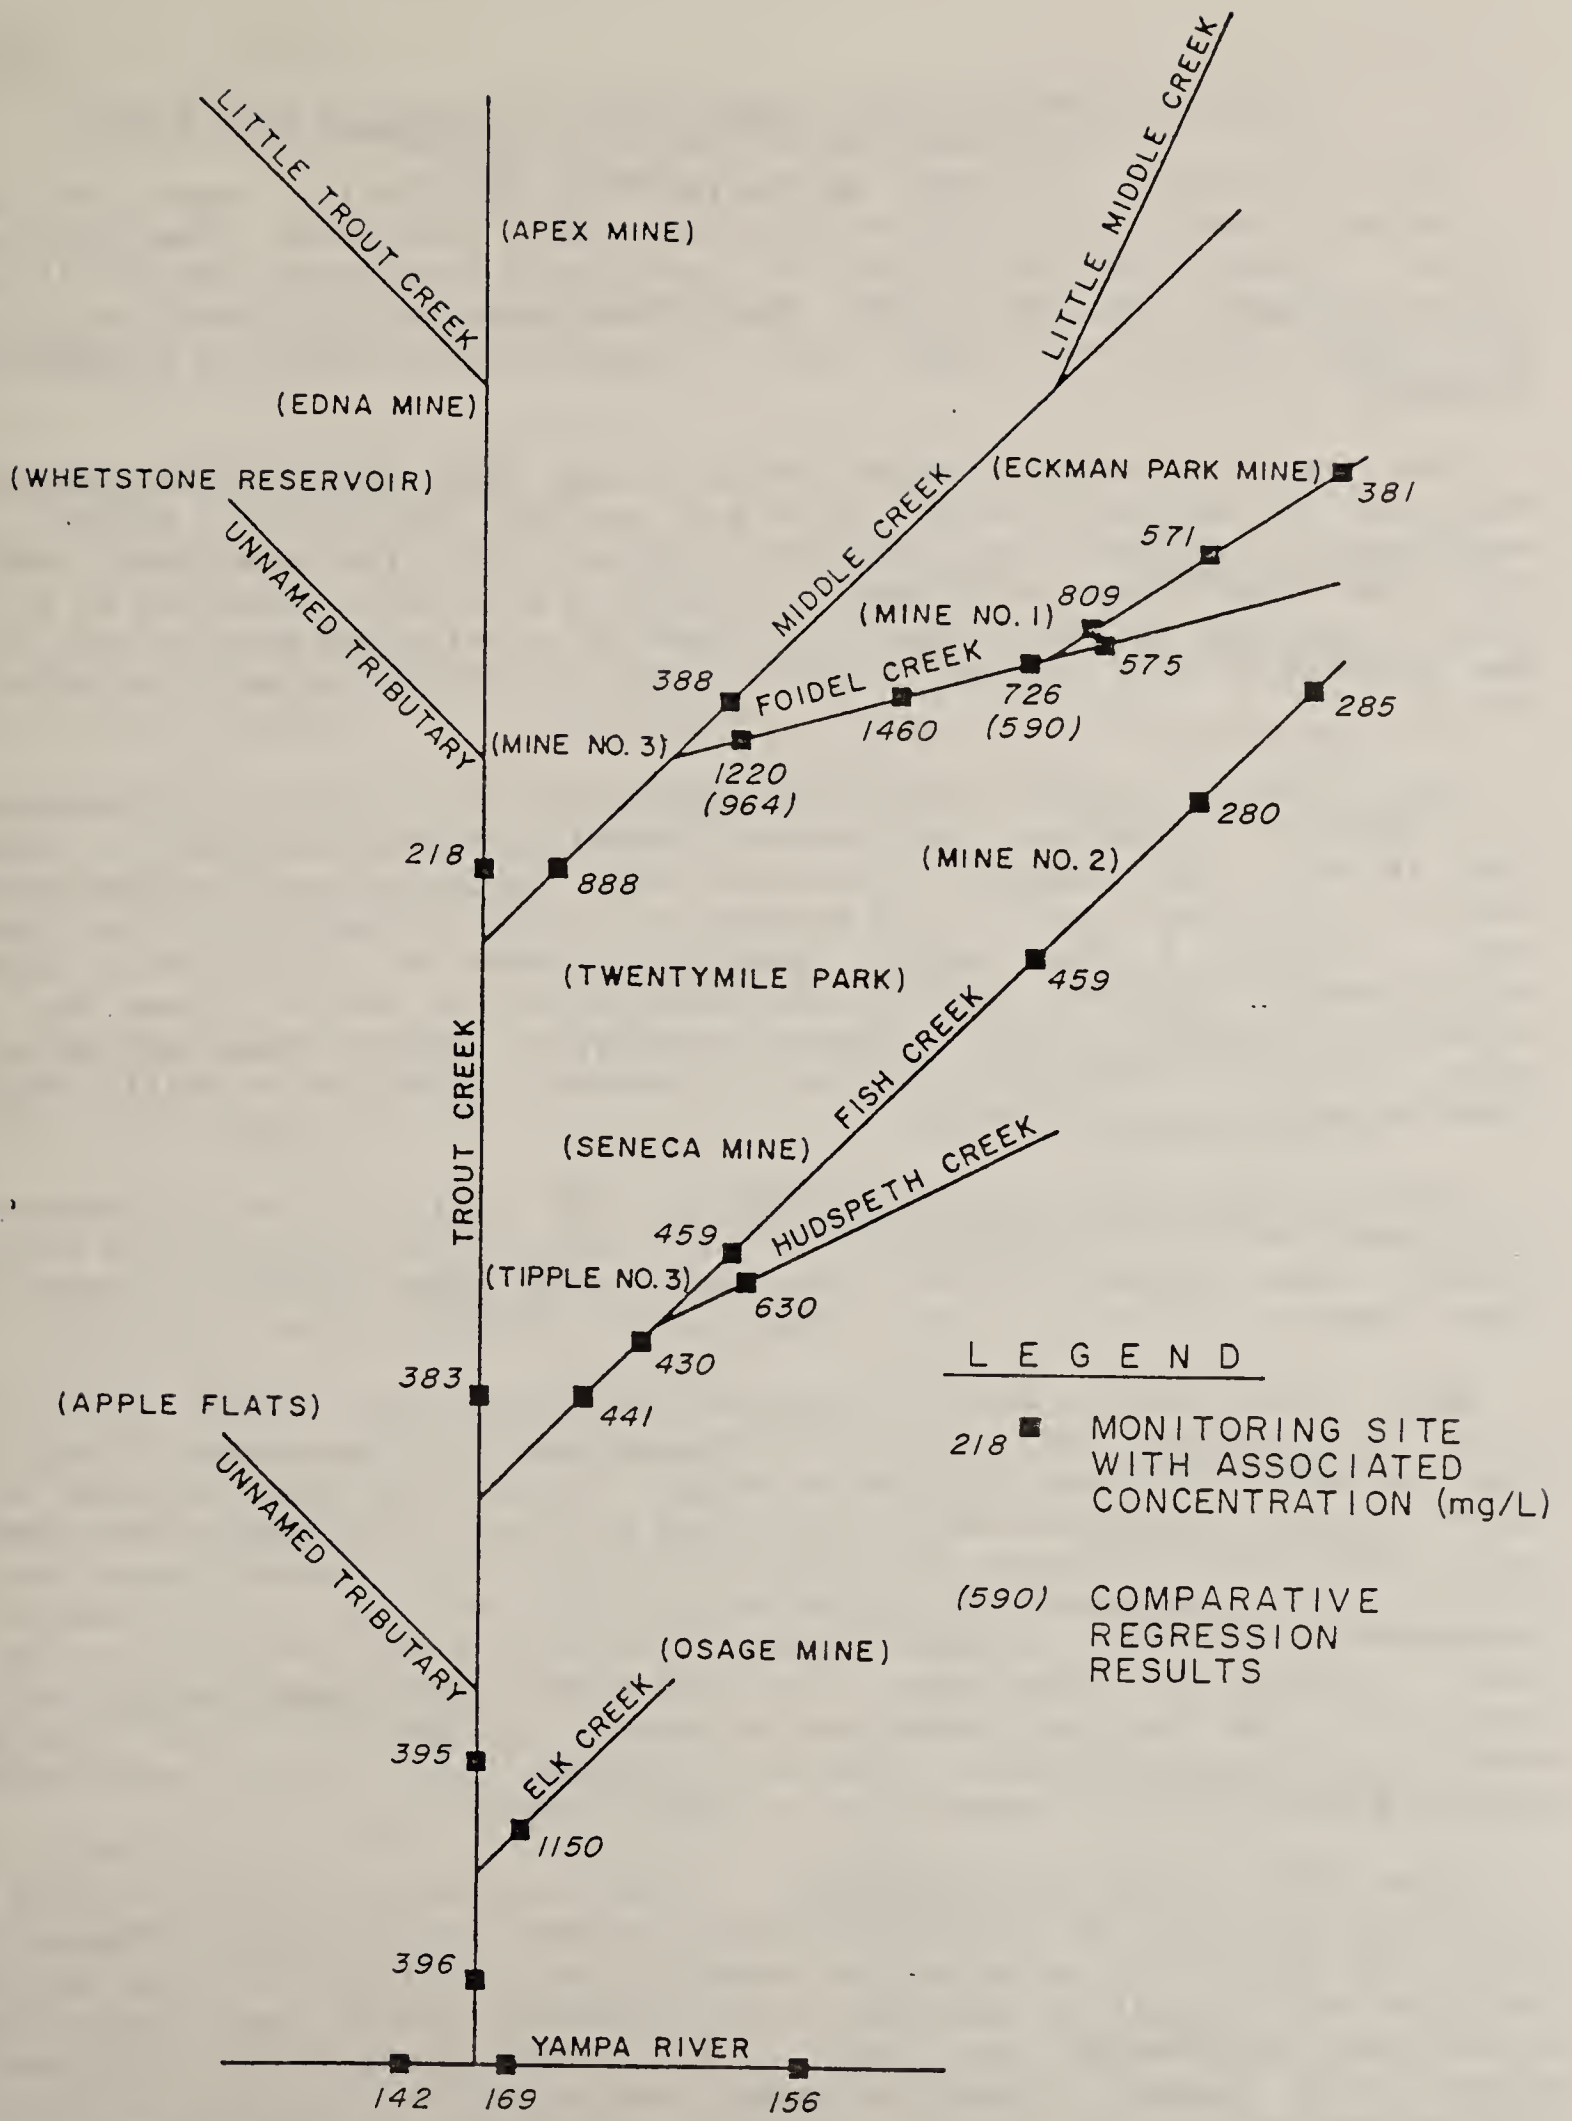 LITTLE TROUT CREEK
(APEX MINE)
LITTLE MIDDLE CREEK
(EDNA MINE)
(WHETSTONE RESERVOIR)
UNNAMED TRIBUTARY
MIDDLE CREEK
(ECKMAN PARK MINE)
381
571
809
(MINE NO. 1)
575
FOIDEL CREEK
388
726
(590)
1460
285
(MINE NO. 3)
1220
(964)
280
218
888
(MINE NO. 2)
459
(TWENTYMILE PARK)
TROUT CREEK
FISH CREEK
(SENECA MINE)
HUDSPETH CREEK
459
(TIPPLE NO. 3)
630
430
383
441
(APPLE FLATS)
UNNAMED TRIBUTARY
LEGEND
218 MONITORING SITE
WITH ASSOCIATED
CONCENTRATION (mg/L)
(590) COMPARATIVE
REGRESSION
RESULTS
(OSAGE MINE)
ELK CREEK
395
1150
396
YAMPA RIVER
142
169
156